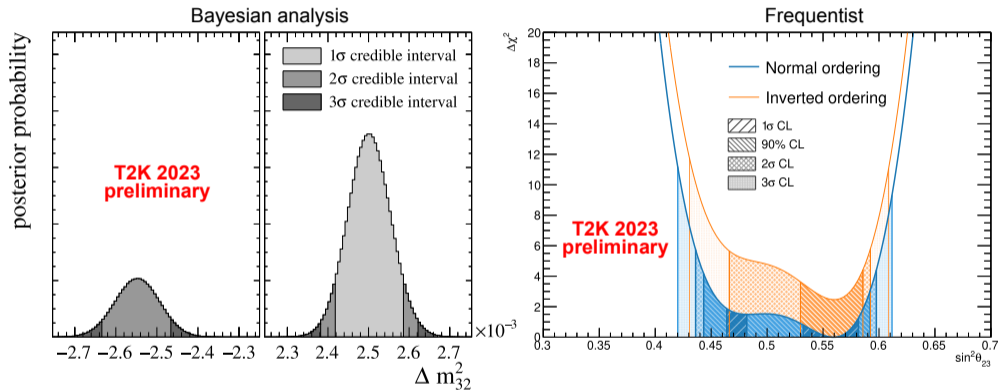 Bayesian analysis
posterior probability
1σ credible interval
2σ credible interval
3σ credible interval
T2K 2023
preliminary
−2.7 −2.6 −2.5 −2.4 −2.3
2.3 2.4 2.5 2.6 2.7
×10⁻³
Δ m²₃₂
Frequentist
Δχ²
20
18
16
14
12
10
8
6
4
2
0
Normal ordering
Inverted ordering
1σ CL
90% CL
2σ CL
3σ CL
T2K 2023
preliminary
0.3 0.35 0.4 0.45 0.5 0.55 0.6 0.65 0.7
sin²θ₂₃